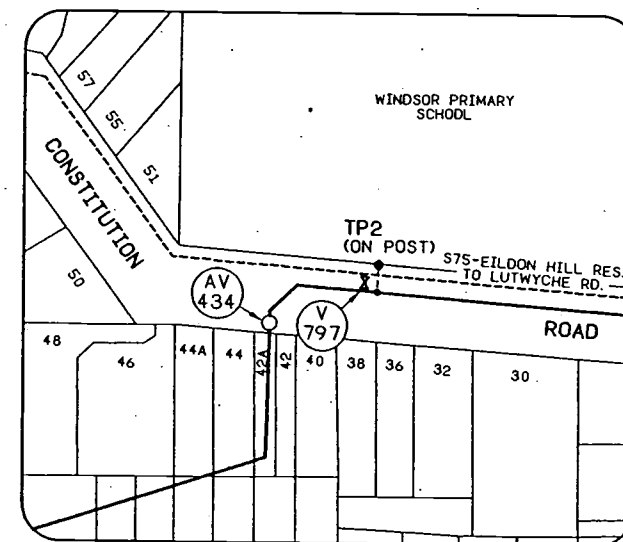 WINDSOR PRIMARY
SCHOOL
57
55
51
CONSTITUTION
50
TP2
(ON POST)
S75-EILDON HILL RES.
TO LUTWYCHE RD.
AV
434
V
797
ROAD
48
46
44A
44
42A
42
40
38
36
32
30